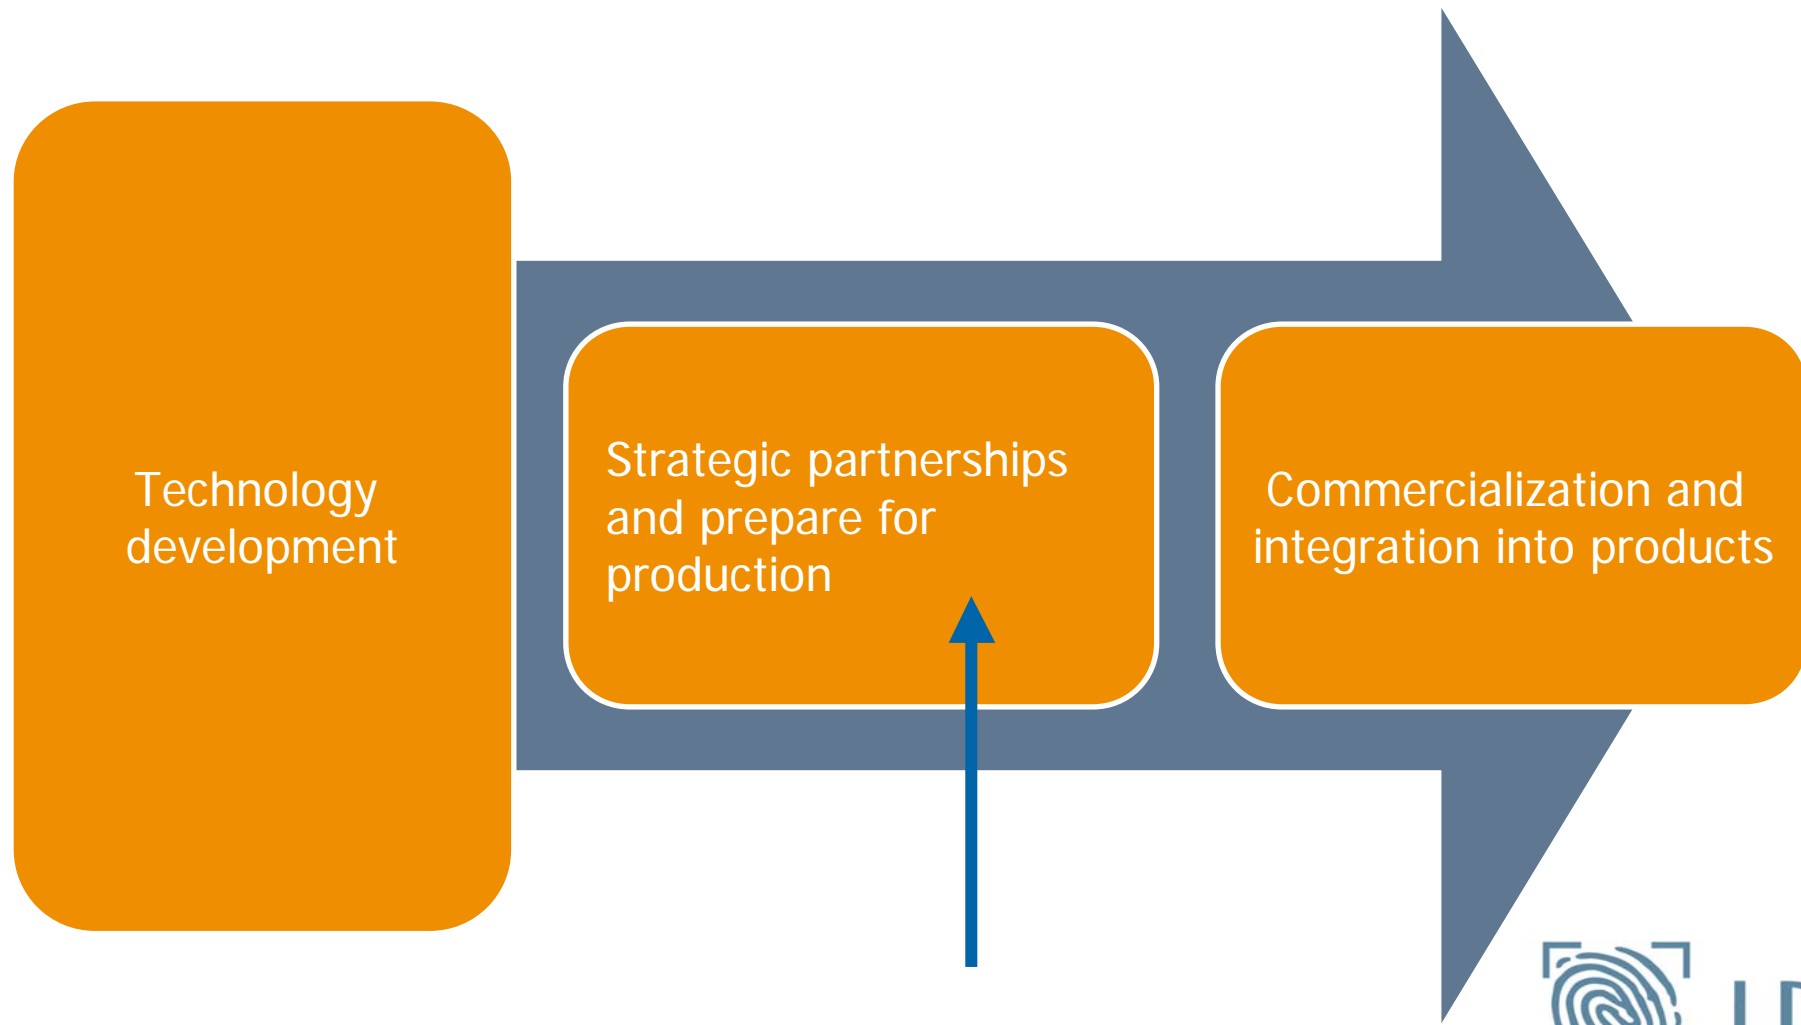 Technology
development
Strategic partnerships
and prepare for
production
Commercialization and
integration into products